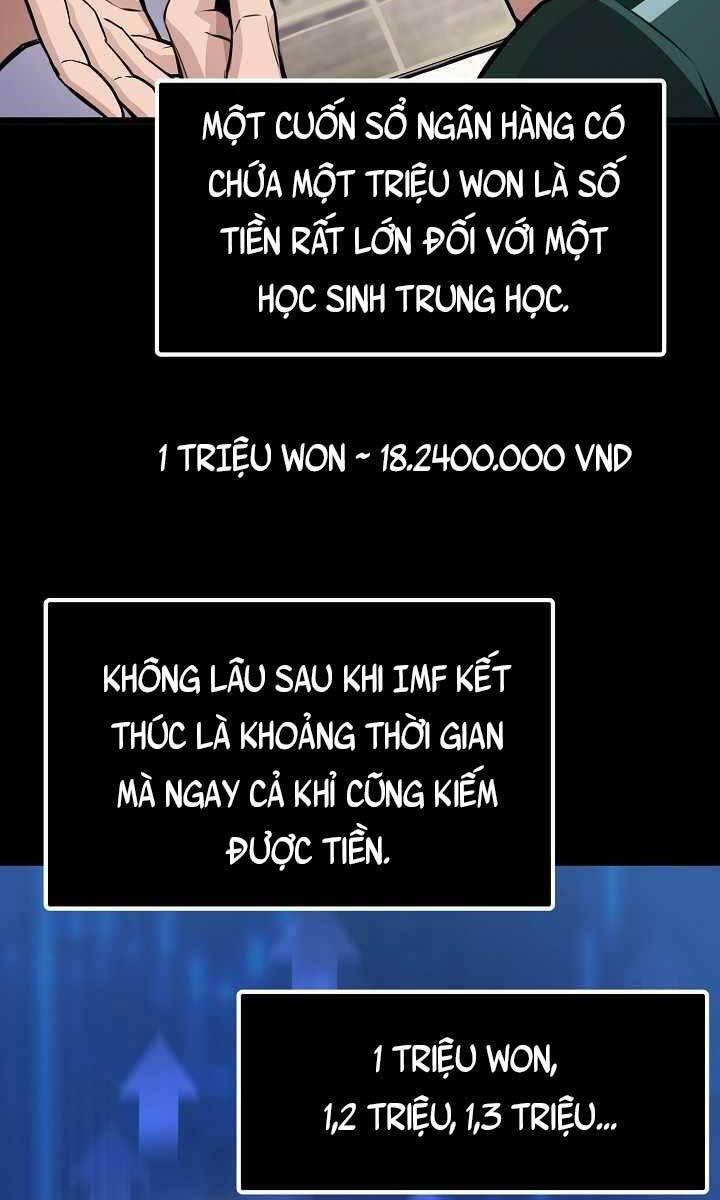 MỘT CUỐN SỔ NGÂN HÀNG CÓ
CHỨA MỘT TRIỆU WON LÀ SỐ
TIỀN RẤT LỚN ĐỐI VỚI MỘT
HỌC SINH TRUNG HỌC.
1 TRIỆU WON ~ 18.2400.000 VND
KHÔNG LÂU SAU KHI IMF KẾT
THÚC LÀ KHOẢNG THỜI GIAN
MÀ NGAY CẢ KHỈ CŨNG KIẾM
ĐƯỢC TIỀN.
1 TRIỆU WON,
1,2 TRIỆU, 1,3 TRIỆU...